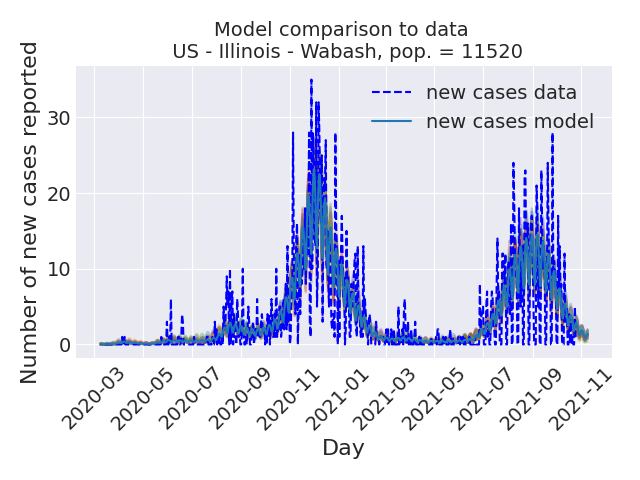 Model comparison to data
US - Illinois - Wabash, pop. = 11520
Number of new cases reported
30
20
10
0
new cases data
new cases model
2020-03
2020-05
2020-07
2020-09
2020-11
2021-01
2021-03
2021-05
2021-07
2021-09
2021-11
Day